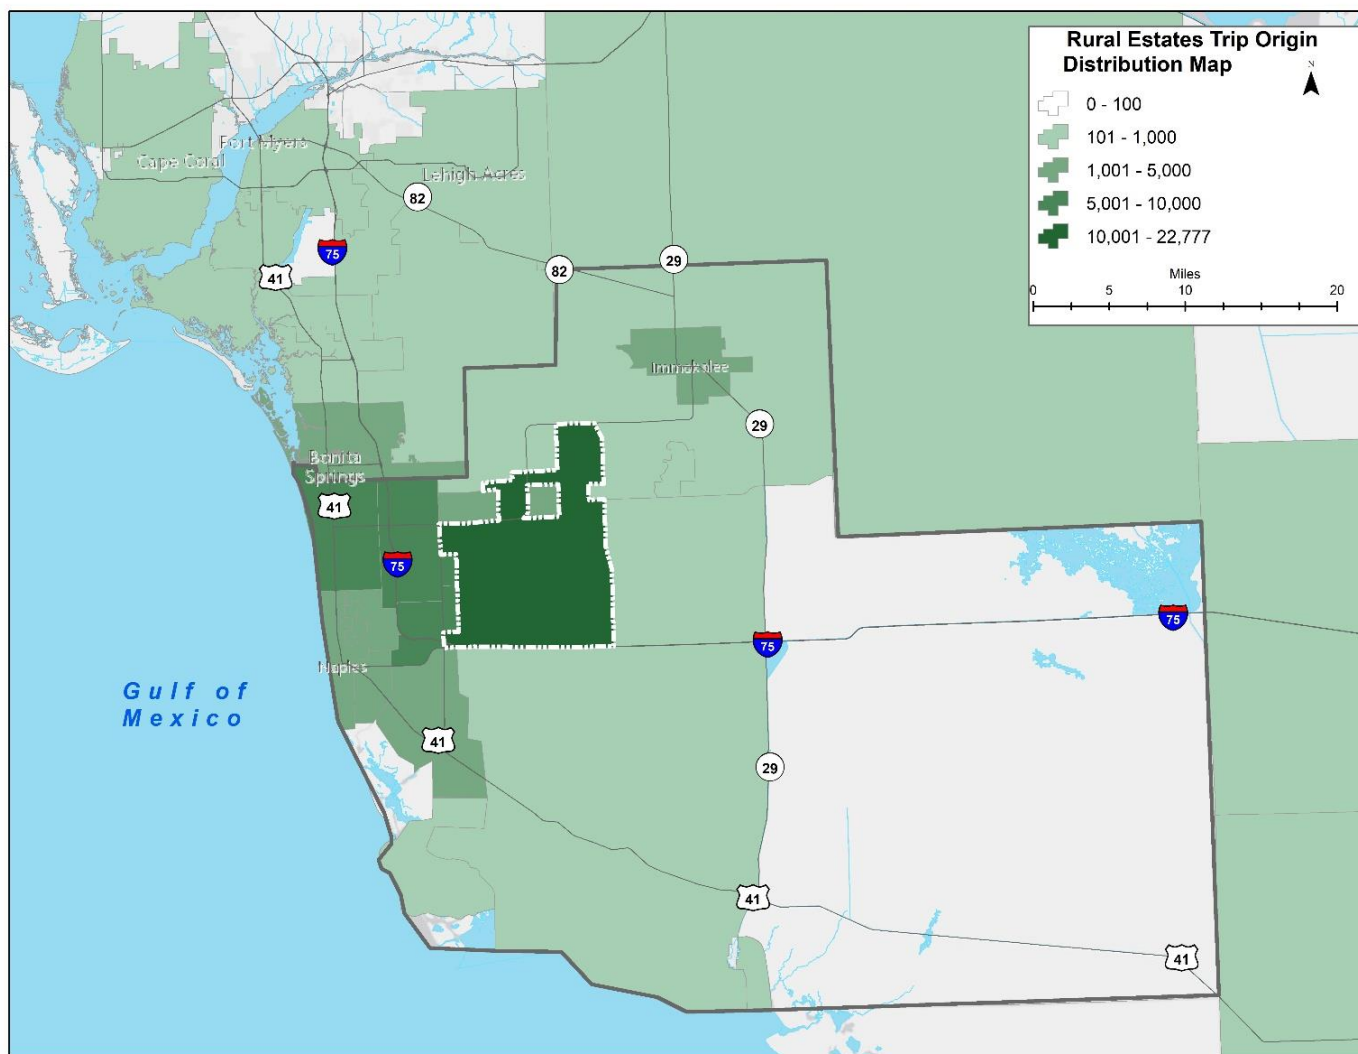 Rural Estates Trip Origin
Distribution Map
N
0 - 100
101 - 1,000
1,001 - 5,000
5,001 - 10,000
10,001 - 22,777
Miles
0 5 10 20
Fort Myers
Cape Coral
Lehigh Acres
82
75
41
82
29
Immokalee
29
Bonita
Springs
41
75
75
75
Naples
Gulf of
Mexico
41
29
41
41